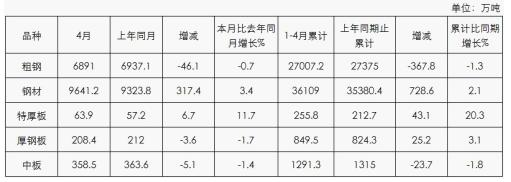 单位：万吨
品种 4月 上年同月 增减 本月比去年同月增长% 1-4月累计 上年同期止累计 增减 累计比同期增长%
粗钢 6891 6937.1 -46.1 -0.7 27007.2 27375 -367.8 -1.3
钢材 9641.2 9323.8 317.4 3.4 36109 35380.4 728.6 2.1
特厚板 63.9 57.2 6.7 11.7 255.8 212.7 43.1 20.3
厚钢板 208.4 212 -3.6 -1.7 849.5 824.3 25.2 3.1
中板 358.5 363.6 -5.1 -1.4 1291.3 1315 -23.7 -1.8